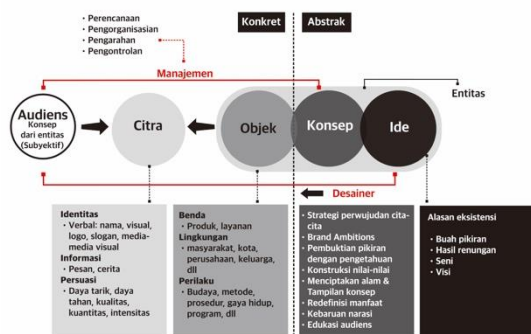 Konkret
Abstrak
· Perencanaan
· Pengorganisasian
· Pengarahan
· Pengontrolan
Manajemen
Entitas
Audiens
Konsep
dari entitas
(Subyektif)
Citra
Objek
Konsep
Ide
Desainer
Identitas
· Verbal: nama, visual,
logo, slogan, media-
media visual
Informasi
· Pesan, cerita
Persuasi
· Daya tarik, daya
tahan, kualitas,
kuantitas, intensitas
Benda
· Produk, layanan
Lingkungan
· masyarakat, kota,
perusahaan, keluarga,
dll
Perilaku
· Budaya, metode,
prosedur, gaya hidup,
program, dll
• Strategi perwujudan cita-
cita
• Brand Ambitions
• Pembuktian pikiran
dengan pengetahuan
• Konstruksi nilai-nilai
• Menciptakan alam &
Tampilan konsep
• Redefinisi manfaat
• Kebaruan narasi
• Edukasi audiens
Alasan eksistensi
• Buah pikiran
• Hasil renungan
• Seni
• Visi